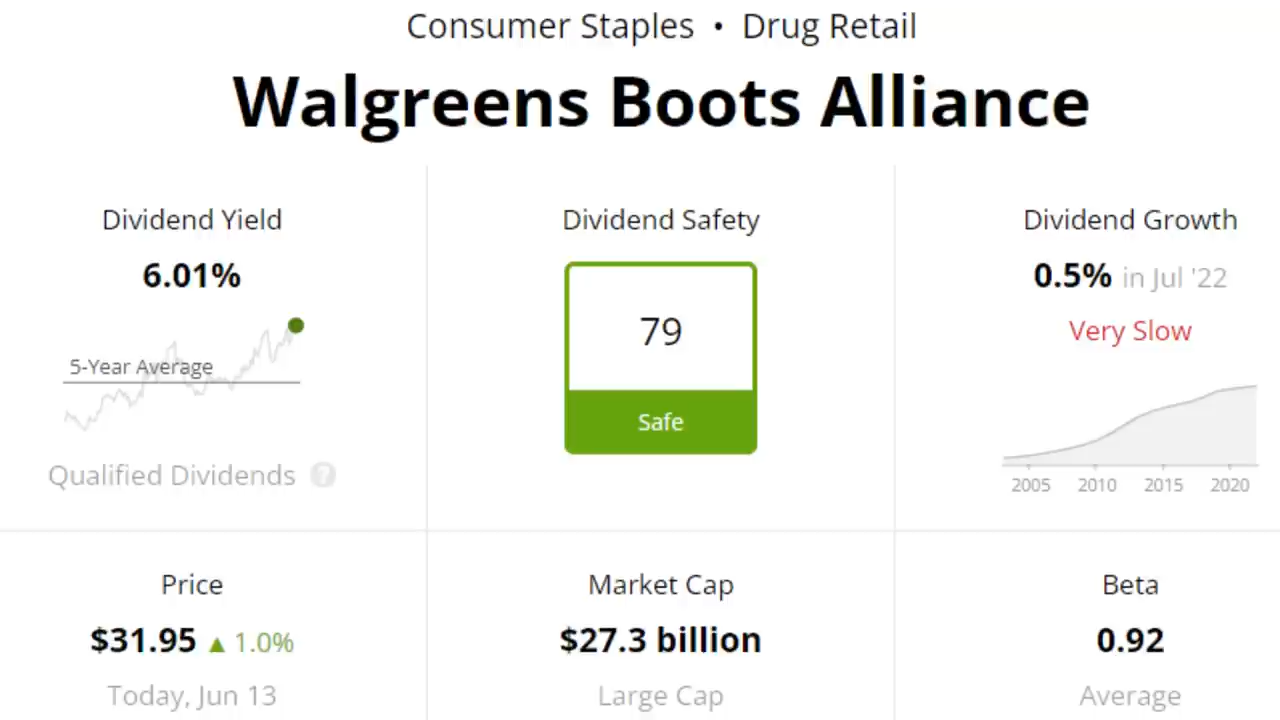 Consumer Staples • Drug Retail
Walgreens Boots Alliance
Dividend Yield
6.01%
5-Year Average
Qualified Dividends ?
Dividend Safety
79
Safe
Dividend Growth
0.5% in Jul '22
Very Slow
2005 2010 2015 2020
Price
$31.95 ▲ 1.0%
Today, Jun 13
Market Cap
$27.3 billion
Large Cap
Beta
0.92
Average